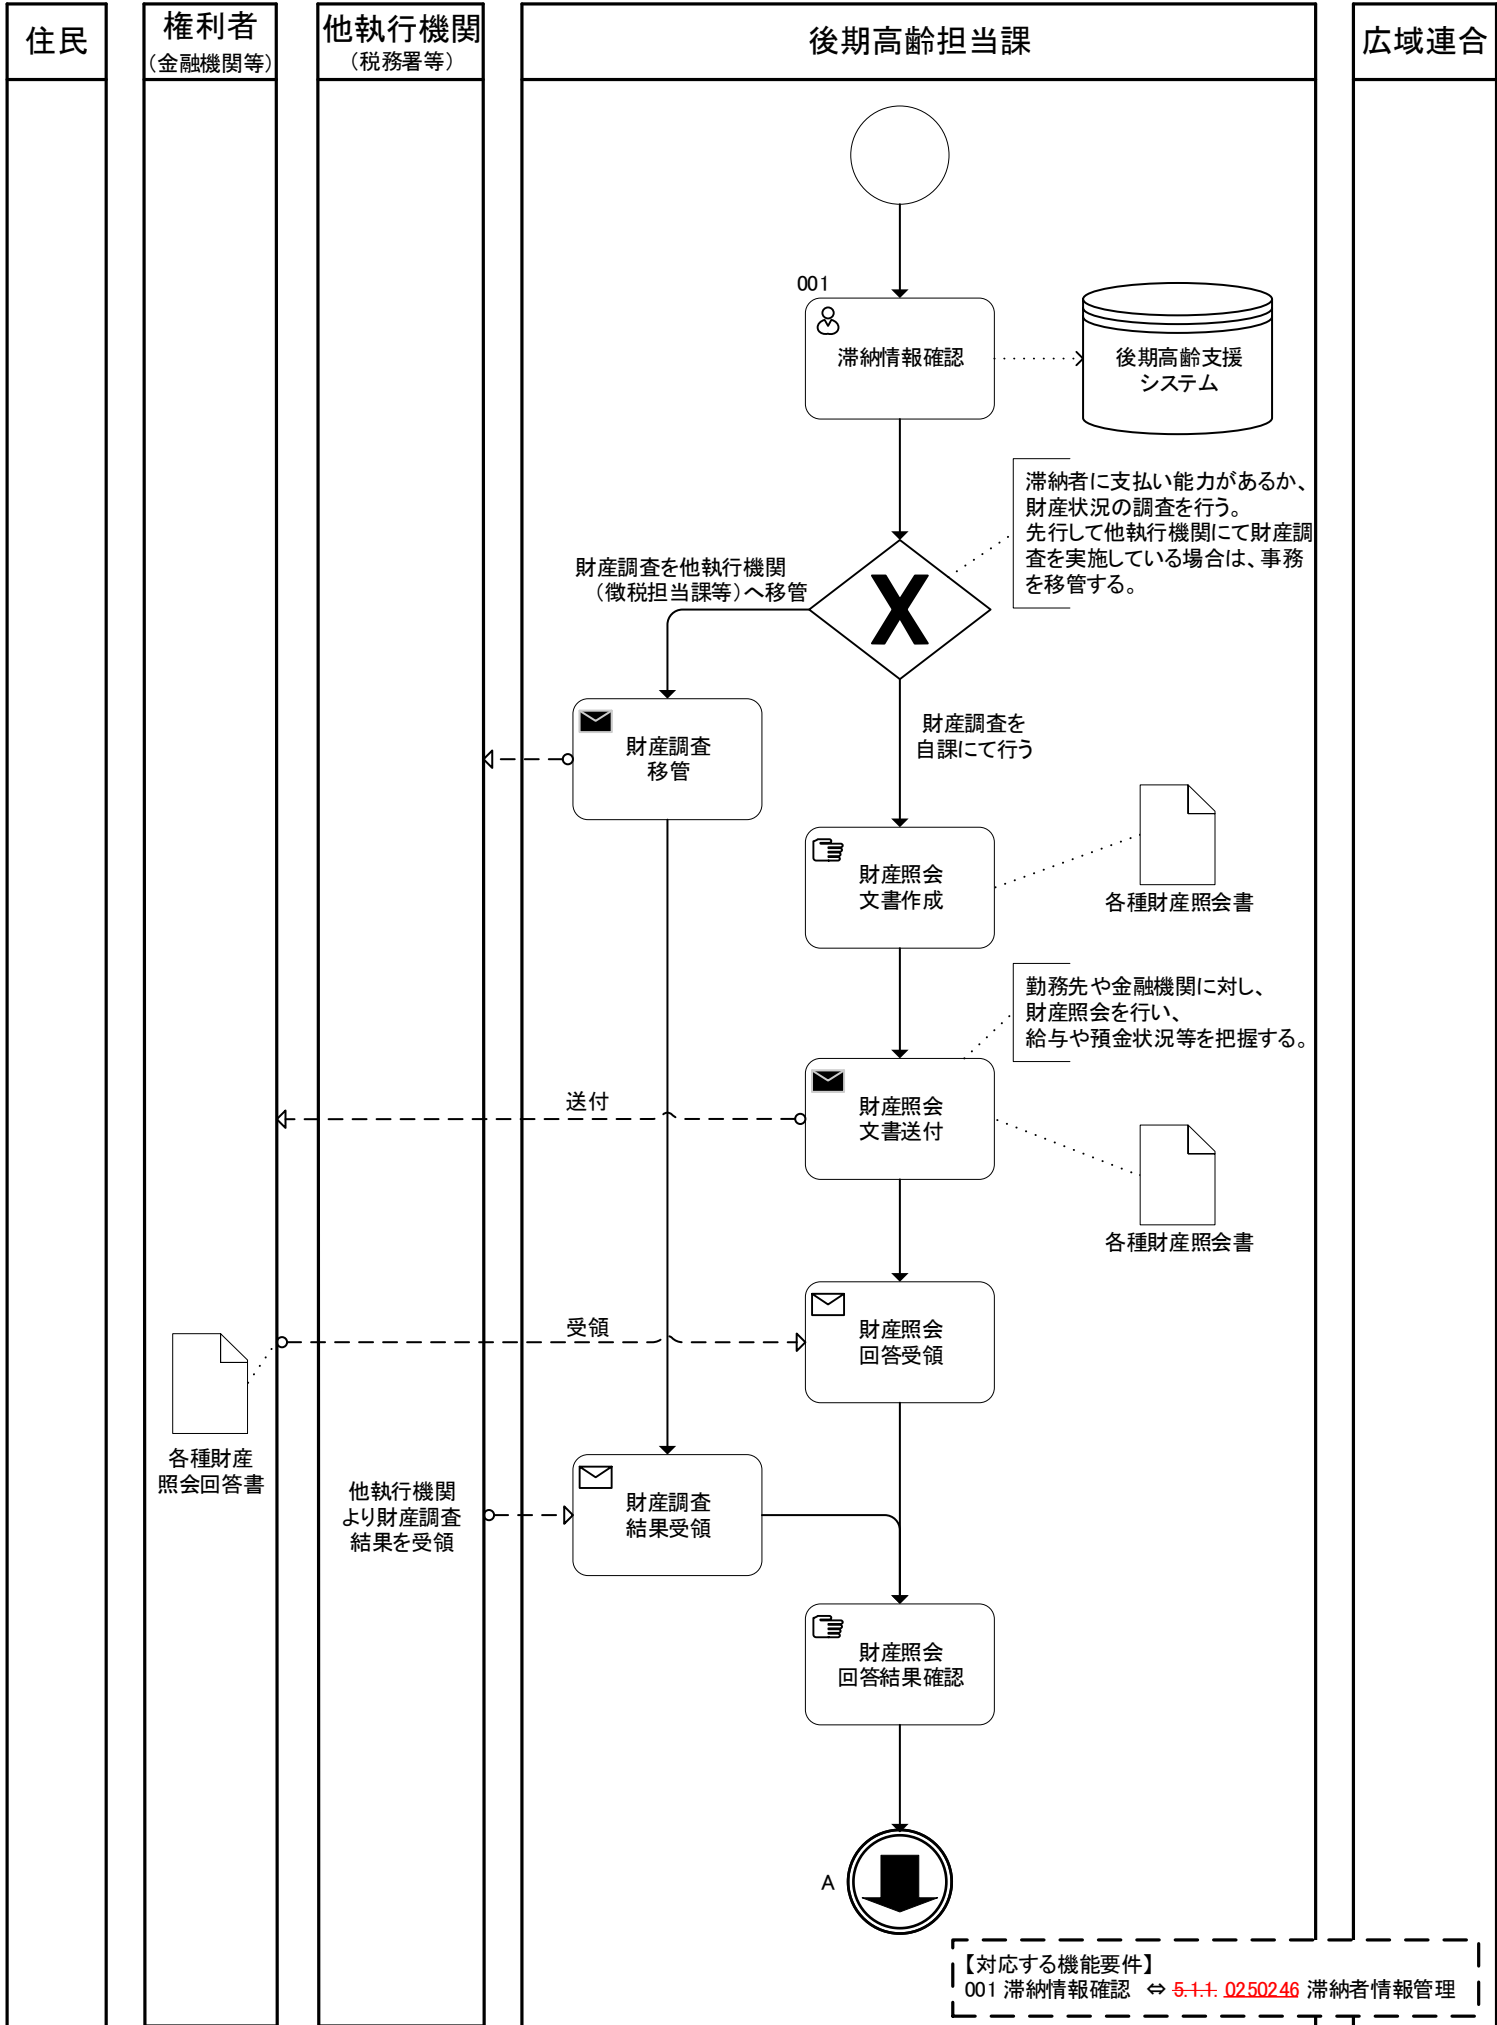 住民
権利者
（金融機関等）
他執行機関
（税務署等）
後期高齢担当課
広域連合
001
滞納情報確認
後期高齢支援
システム
滞納者に支払い能力があるか、
財産状況の調査を行う。
先行して他執行機関にて財産調
査を実施している場合は、事務
を移管する。
財産調査を他執行機関
（徴税担当課等）へ移管
X
財産調査
移管
財産調査を
自課にて行う
財産照会
文書作成
各種財産照会書
勤務先や金融機関に対し、
財産照会を行い、
給与や預金状況等を把握する。
送付
財産照会
文書送付
各種財産照会書
受領
財産照会
回答受領
各種財産
照会回答書
他執行機関
より財産調査
結果を受領
財産調査
結果受領
財産照会
回答結果確認
A
【対応する機能要件】
001 滞納情報確認 ⇔ 5.1.1. 0250246 滞納者情報管理